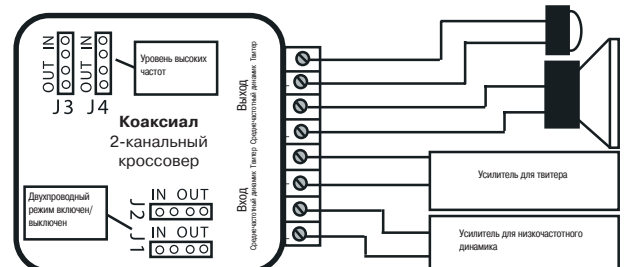 OUT IN
OUT IN
J3 J4
Уровень высоких
частот
Коаксиал
2-канальный
кроссовер
Двухпроводный
режим включен/
выключен
J2
IN OUT
J1
IN OUT
Выход
Среднечастотный динамик Твитер
Вход
Среднечастотный динамик Твитер
Усилитель для твитера
Усилитель для низкочастотного
динамика